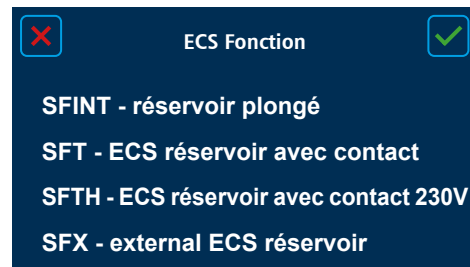 ECS Fonction
SFINT - réservoir plongé
SFT - ECS réservoir avec contact
SFTH - ECS réservoir avec contact 230V
SFX - external ECS réservoir